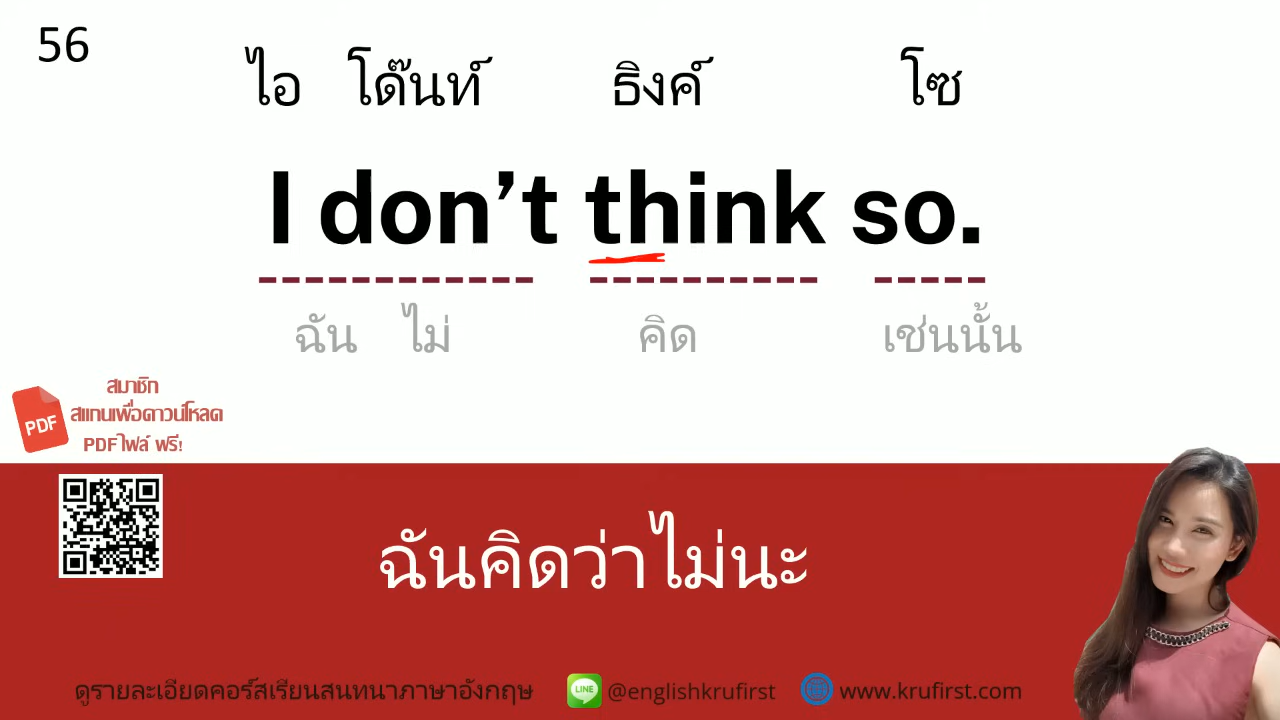 56
ไอ โด๊นท์ ธิงค์ โซ
I don’t think so.
ฉัน ไม่ คิด เช่นนั้น
สมาชิก
สแกนเพื่อดาวน์โหลด
PDF ไฟล์ ฟรี!
PDF
ฉันคิดว่าไม่นะ
ดูรายละเอียดคอร์สเรียนสนทนาภาษาอังกฤษ LINE @englishkrufirst www.krufirst.com